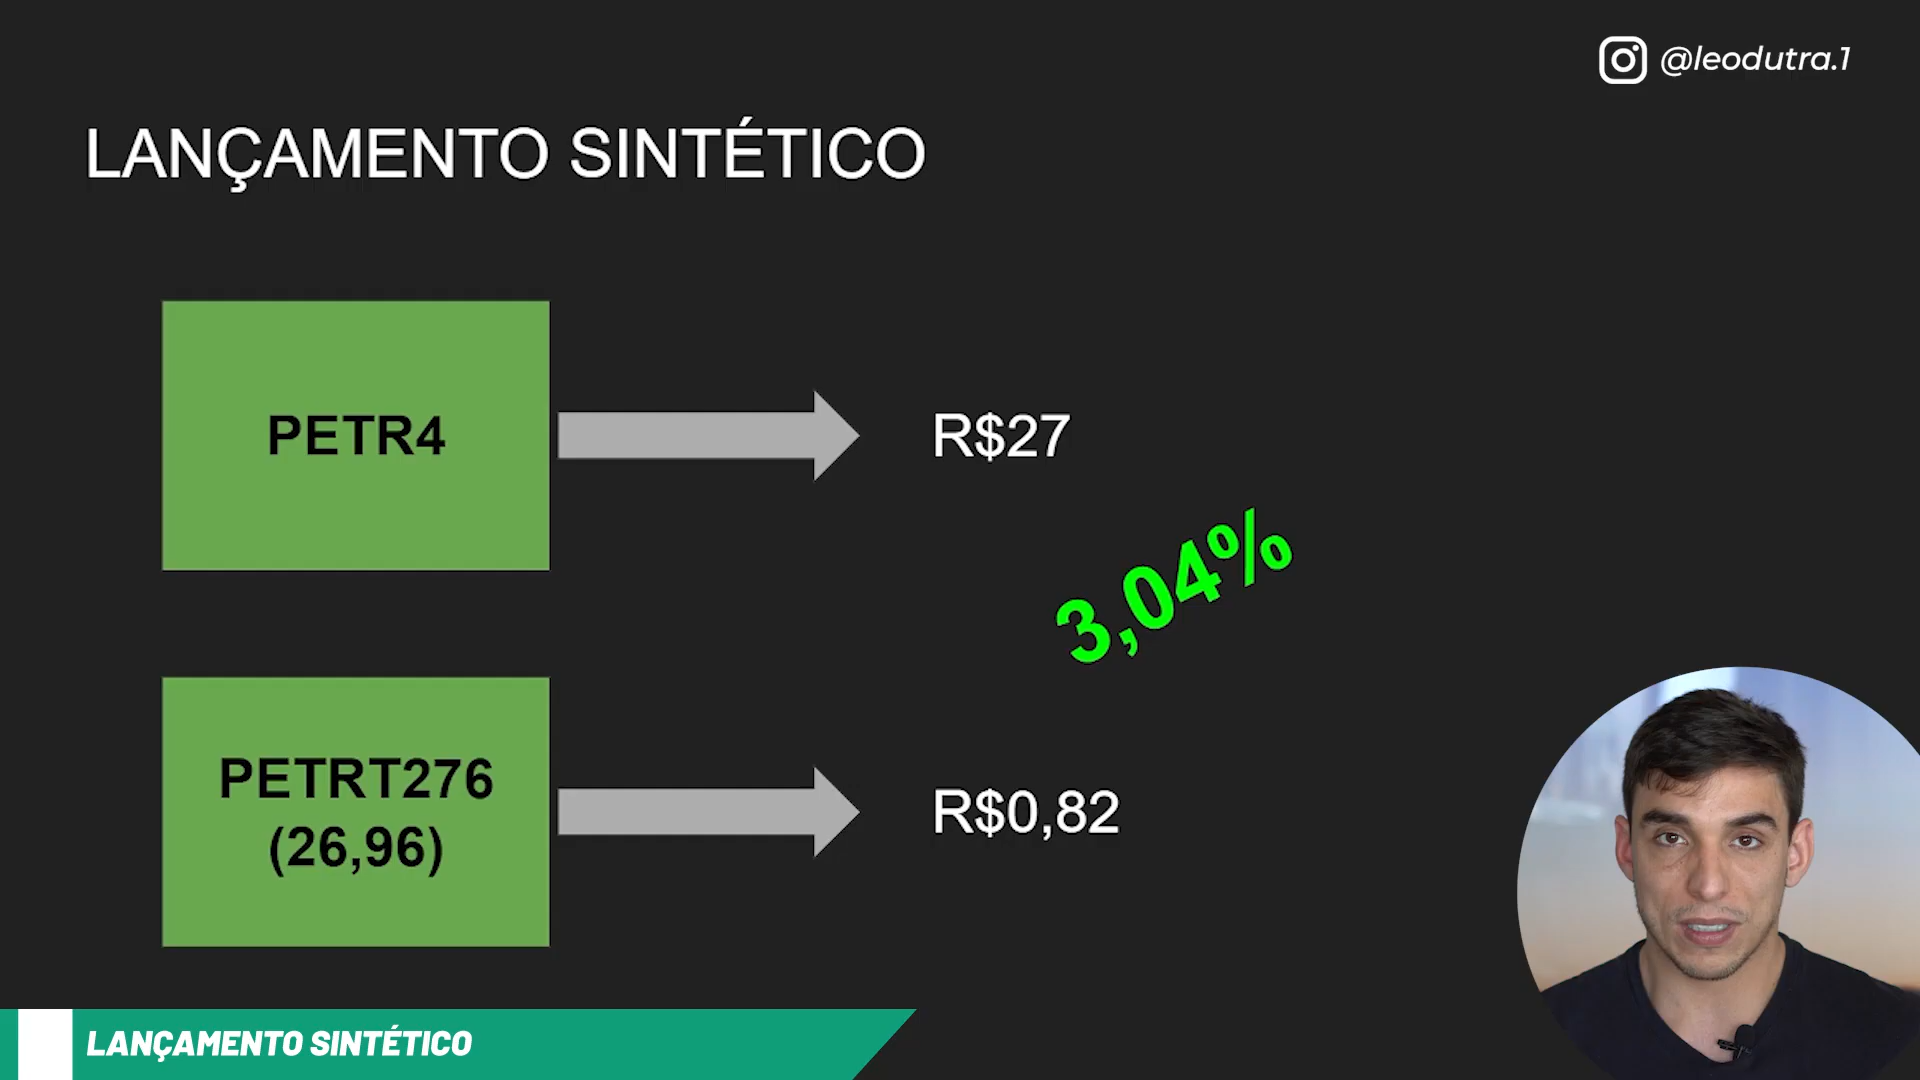 @leodutra.1
LANÇAMENTO SINTÉTICO
PETR4
R$27
3,04%
PETRT276
(26,96)
R$0,82
LANÇAMENTO SINTÉTICO